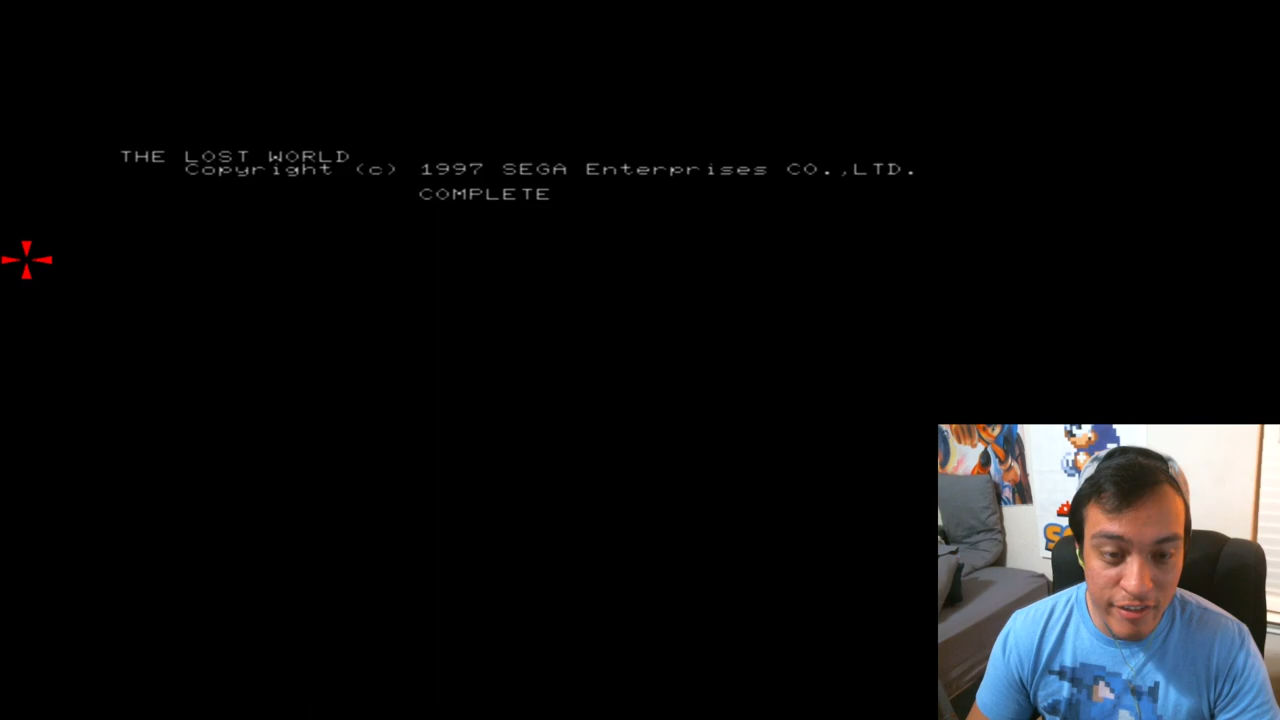 THE LOST WORLD
Copyright (c) 1997 SEGA Enterprises CO.,LTD.
COMPLETE